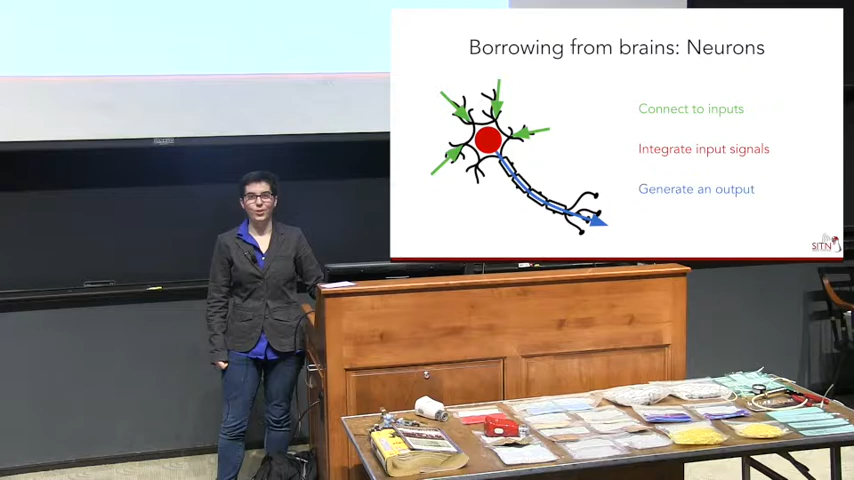 Borrowing from brains: Neurons
Connect to inputs
Integrate input signals
Generate an output
SITN